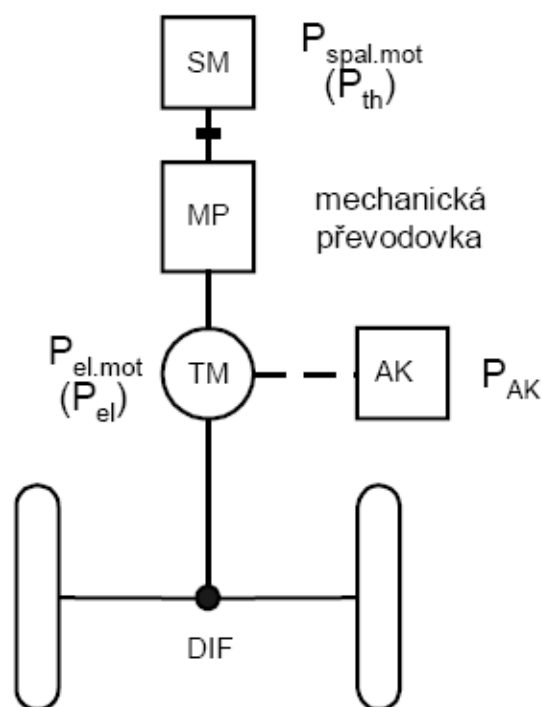 SM
P_spal.mot
(P_th)
MP
mechanická
převodovka
P_el.mot
(P_el)
TM
AK
P_AK
DIF